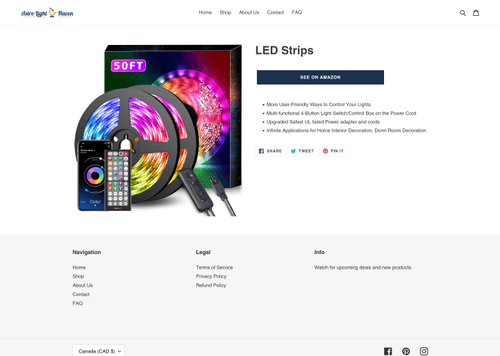 Astro Light Haven
Home Shop About Us Contact FAQ
LED Strips
50FT
SEE ON AMAZON
More User-Friendly Ways to Control Your Lights
Multi-functional 4-Button Light Switch/Control Box on the Power Cord
Upgraded Safest UL listed Power adapter and cords
Infinite Applications for Home Interior Decoration, Dorm Room Decoration
SHARE TWEET PIN IT
Navigation
Home
Shop
About Us
Contact
FAQ
Legal
Terms of Service
Privacy Policy
Refund Policy
Info
Watch for upcoming deals and new products.
Canada (CAD $)